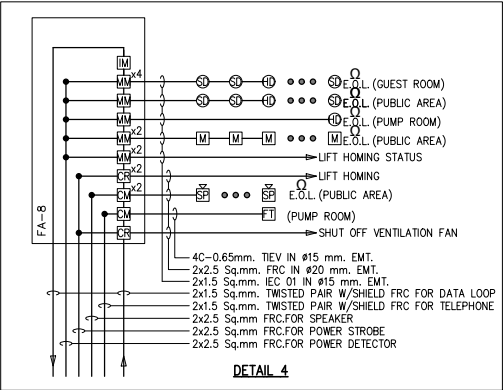 IM
MM x4 SD SD HD SD Ω E.O.L. (GUEST ROOM)
MM SD SD HD SD Ω E.O.L. (PUBLIC AREA)
MM HD Ω E.O.L. (PUMP ROOM)
MM x2 M M M M Ω E.O.L. (PUBLIC AREA)
MM x2 LIFT HOMING STATUS
CR x2 LIFT HOMING
CM x2 SP SP Ω E.O.L. (PUBLIC AREA)
CM FT (PUMP ROOM)
CR SHUT OFF VENTILATION FAN
FA-8
4C-0.65mm. TIEV IN Ø15 mm. EMT.
2x2.5 Sq.mm. FRC IN Ø20 mm. EMT.
2x1.5 Sq.mm. IEC 01 IN Ø15 mm. EMT.
2x1.5 Sq.mm. TWISTED PAIR W/SHIELD FRC FOR DATA LOOP
2x1.5 Sq.mm. TWISTED PAIR W/SHIELD FRC FOR TELEPHONE
2x2.5 Sq.mm FRC.FOR SPEAKER
2x2.5 Sq.mm FRC.FOR POWER STROBE
2x2.5 Sq.mm FRC.FOR POWER DETECTOR
DETAIL 4